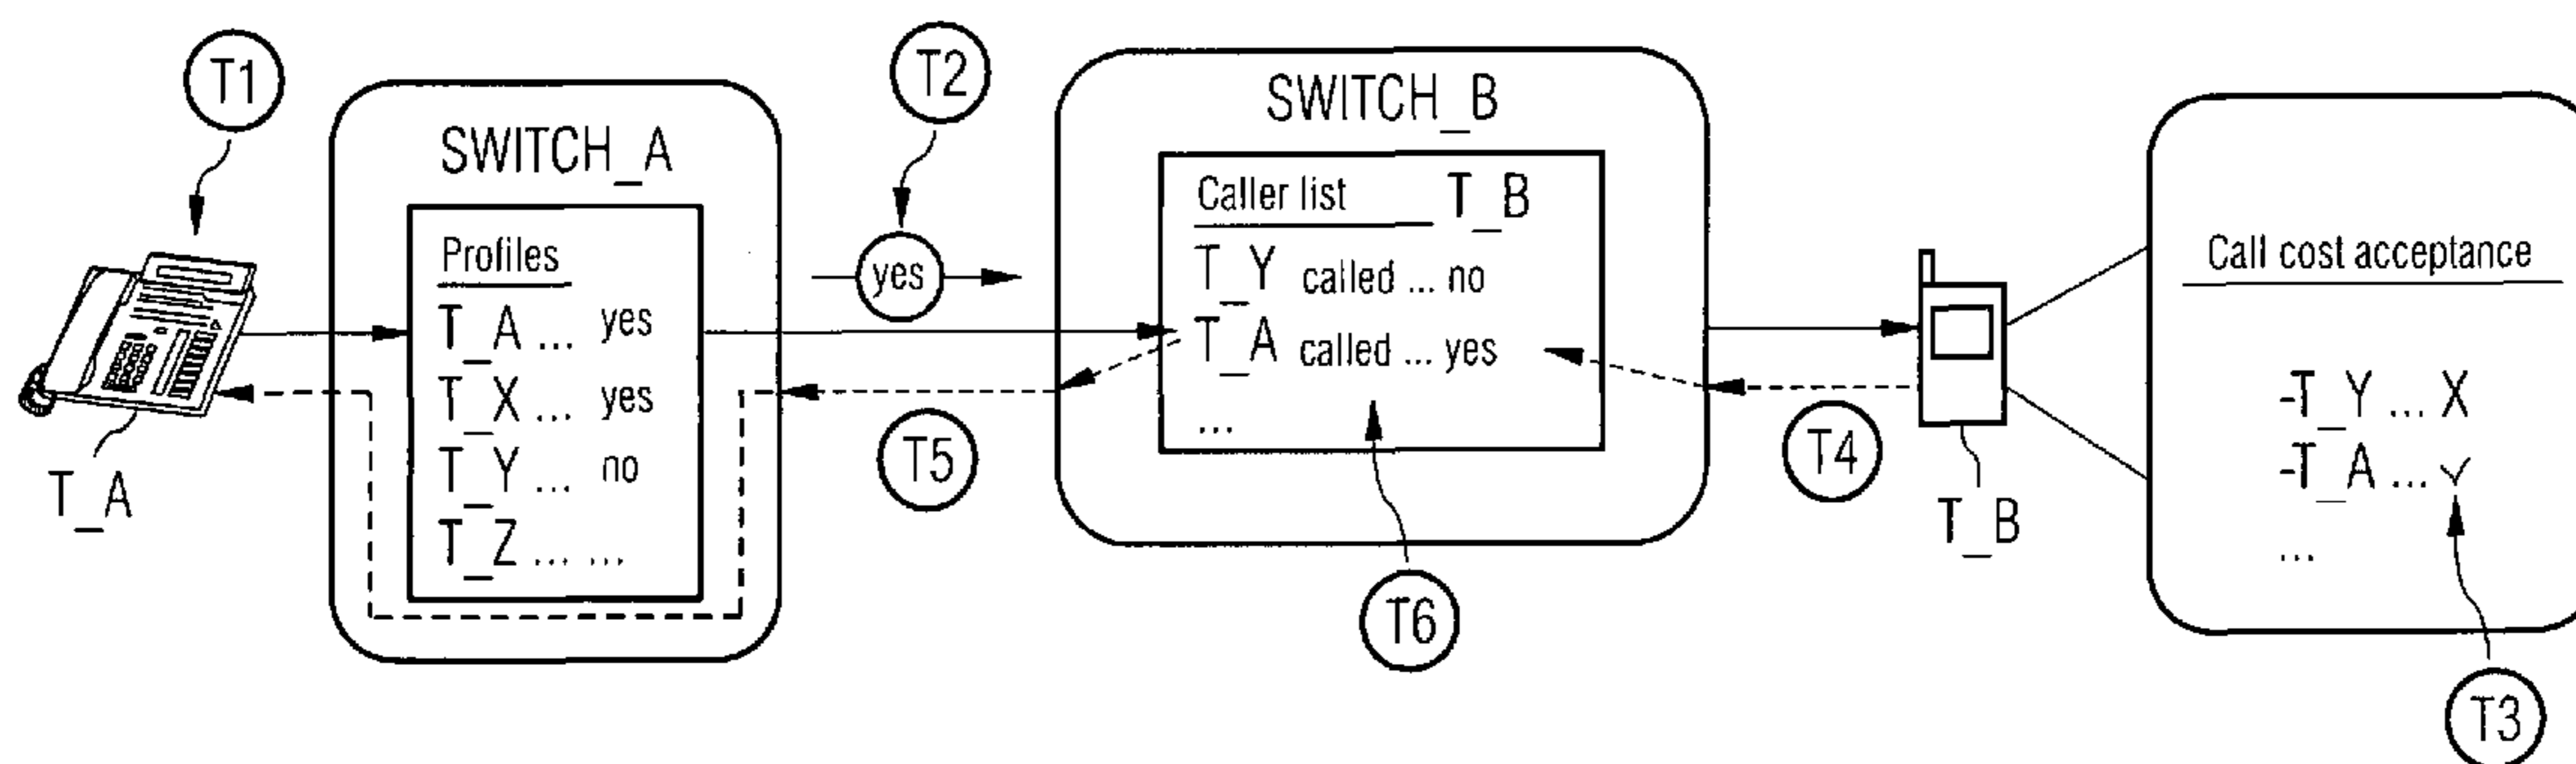 T1
T_A
SWITCH_A
Profiles
T_A ... yes
T_X ... yes
T_Y ... no
T_Z ... ...
T2
yes
T5
SWITCH_B
Caller list T_B
T_Y called ... no
T_A called ... yes
...
T6
T4
T_B
Call cost acceptance
-T_Y ... X
-T_A ... ✓
...
T3